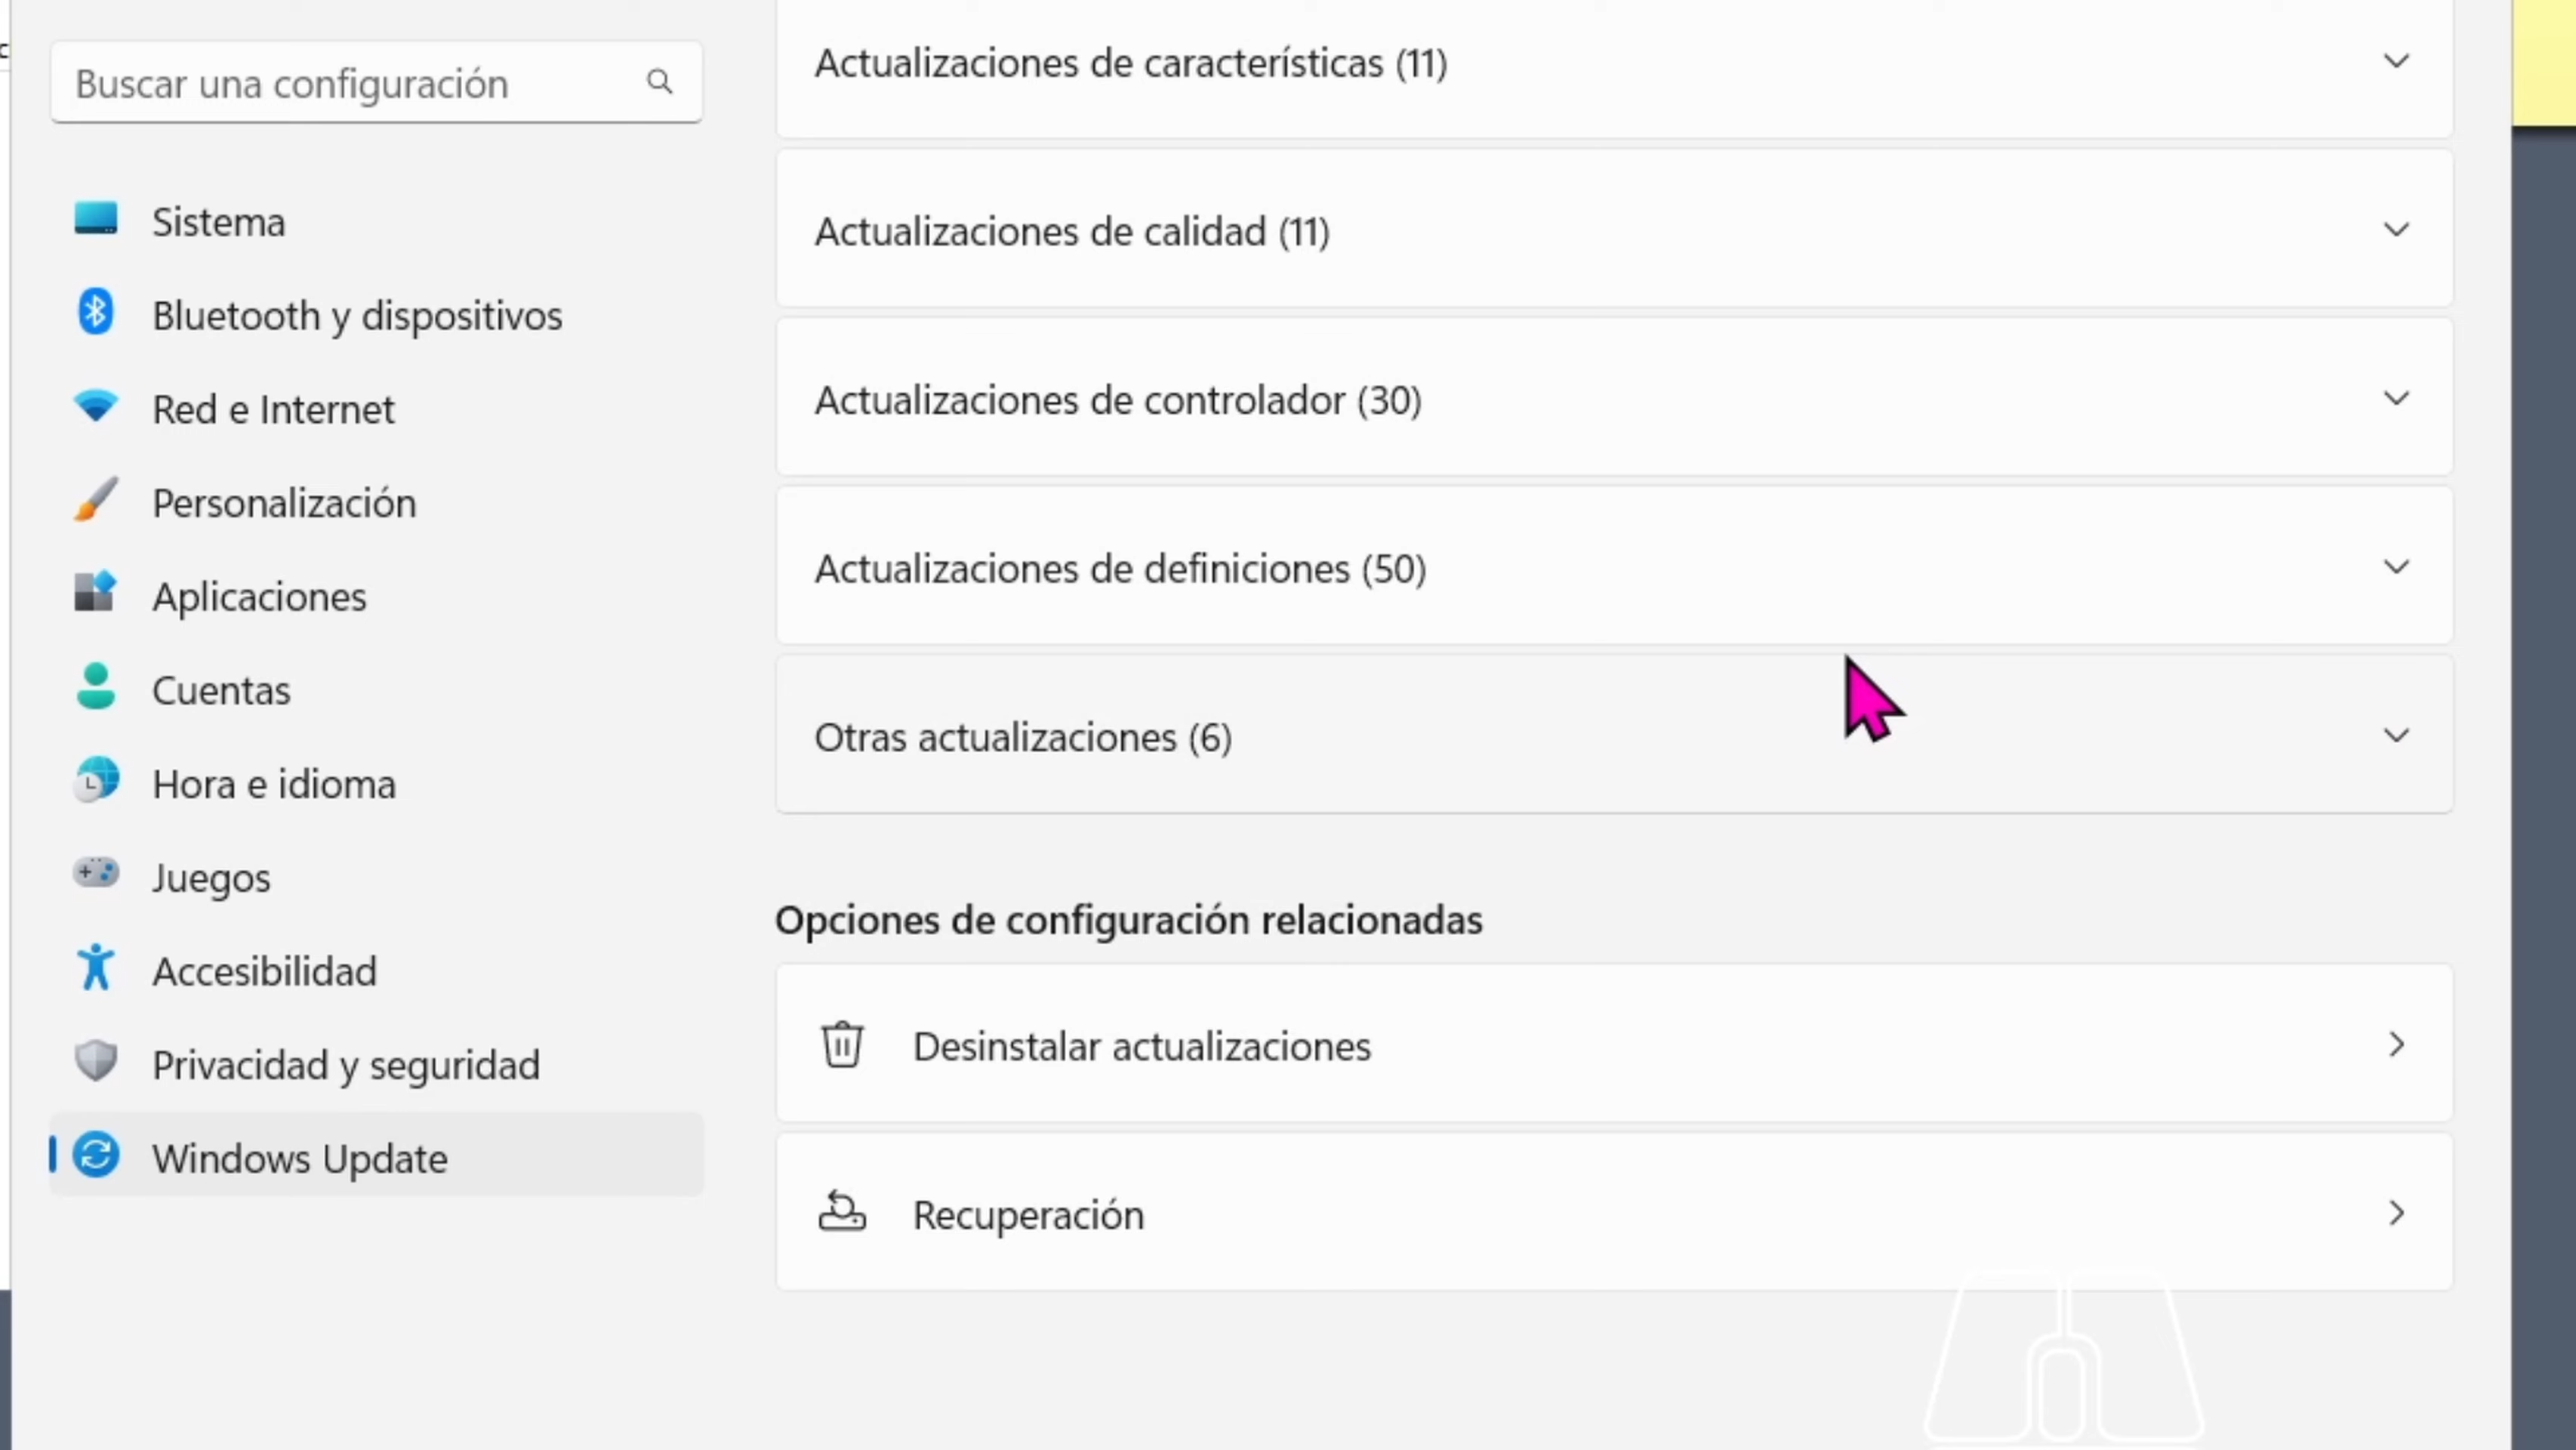 Buscar una configuración
Sistema
Bluetooth y dispositivos
Red e Internet
Personalización
Aplicaciones
Cuentas
Hora e idioma
Juegos
Accesibilidad
Privacidad y seguridad
Windows Update
Actualizaciones de características (11)
Actualizaciones de calidad (11)
Actualizaciones de controlador (30)
Actualizaciones de definiciones (50)
Otras actualizaciones (6)
Opciones de configuración relacionadas
Desinstalar actualizaciones
Recuperación